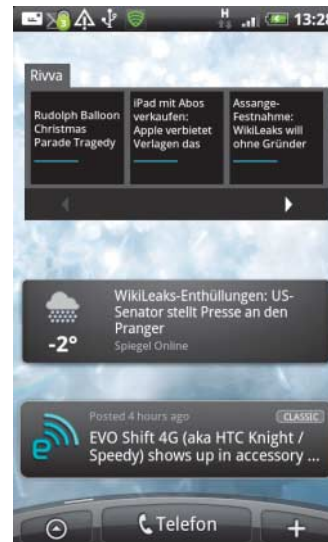 H
13:28
Rivva
Rudolph Balloon
Christmas
Parade Tragedy
iPad mit Abos
verkaufen:
Apple verbietet
Verlagen das
Assange-
Festnahme:
WikiLeaks will
ohne Gründer
WikiLeaks-Enthüllungen: US-
Senator stellt Presse an den
Pranger
-2°
Spiegel Online
Posted 4 hours ago
CLASSIC
EVO Shift 4G (aka HTC Knight /
Speedy) shows up in accessory ...
Telefon